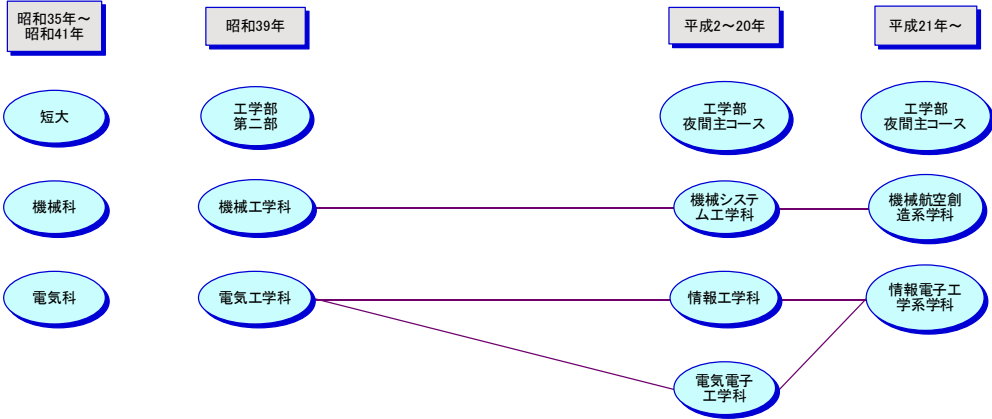 昭和35年～
昭和41年
昭和39年
平成2～20年
平成21年～
短大
工学部
第二部
工学部
夜間主コース
工学部
夜間主コース
機械科
機械工学科
機械システ
ム工学科
機械航空創
造系学科
電気科
電気工学科
情報工学科
情報電子工
学系学科
電気電子
工学科